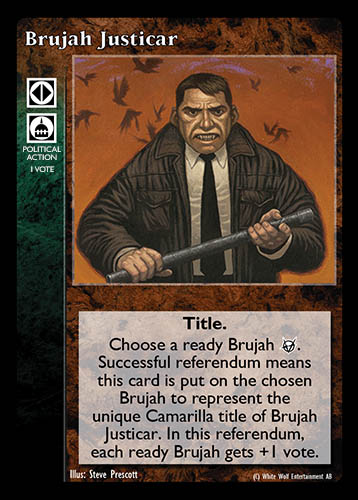 Brujah Justicar
POLITICAL
ACTION
1 VOTE
Title.
Choose a ready Brujah .
Successful referendum means
this card is put on the chosen
Brujah to represent the
unique Camarilla title of Brujah
Justicar. In this referendum,
each ready Brujah gets +1 vote.
Illus: Steve Prescott
(C) White Wolf Entertainment AB